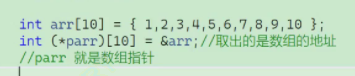 int arr[10] = { 1,2,3,4,5,6,7,8,9,10 };
int (*parr)[10] = &arr;//取出的是数组的地址
//parr 就是数组指针